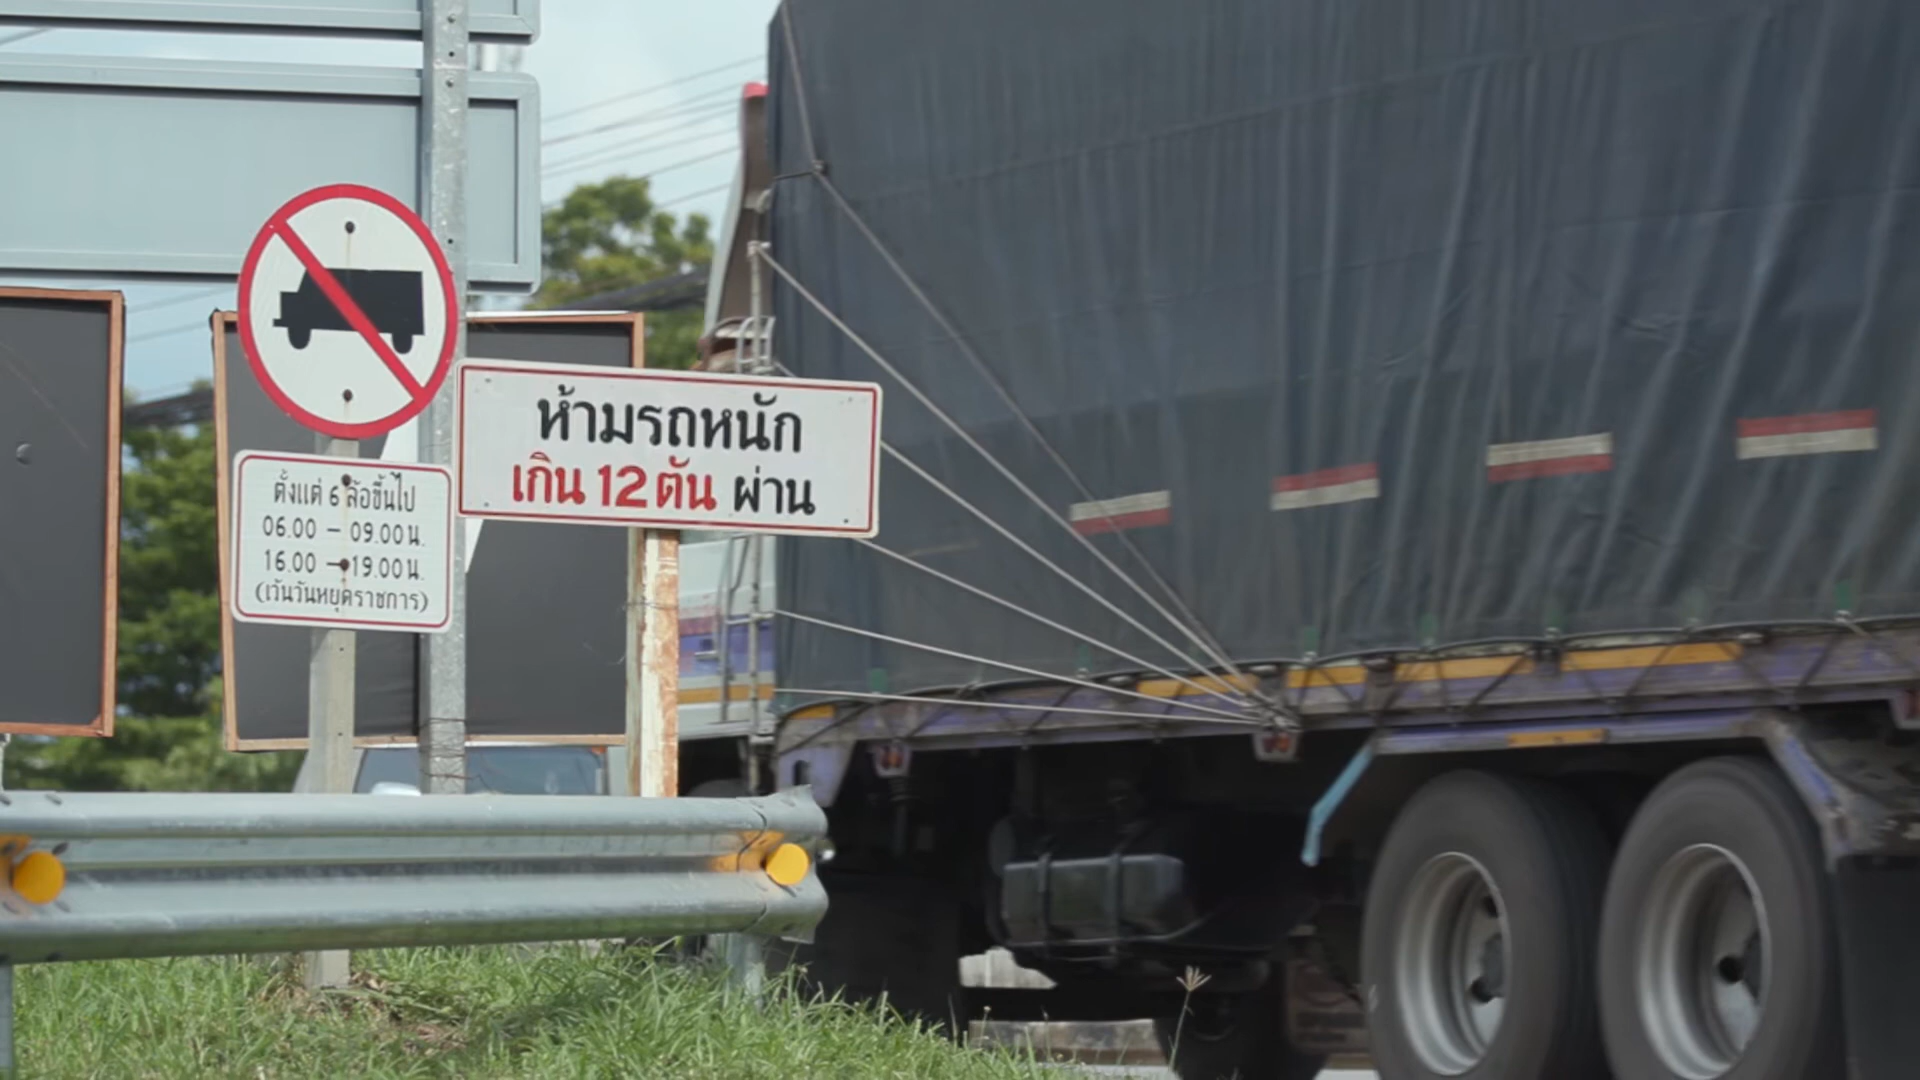 ตั้งแต่ 6 ล้อขึ้นไป
06.00 - 09.00 น.
16.00 - 19.00 น.
(เว้นวันหยุดราชการ)
ห้ามรถหนัก
เกิน 12 ตัน ผ่าน